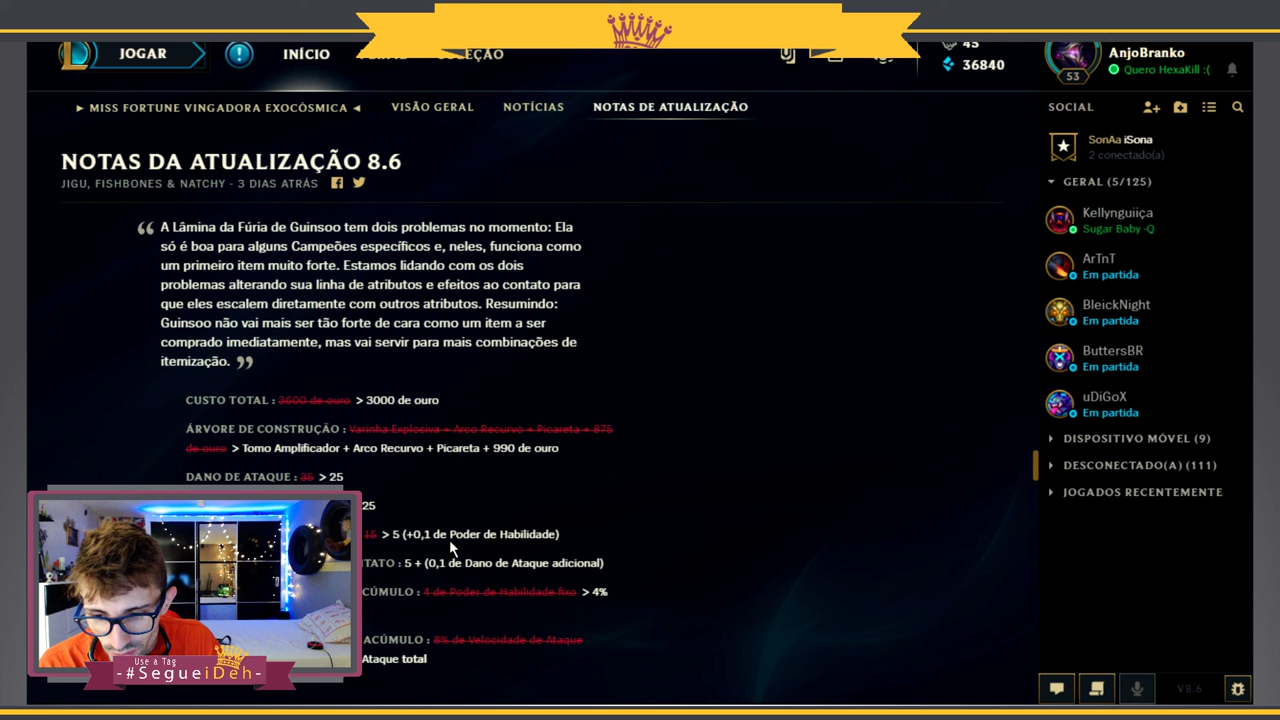 JOGAR
INÍCIO
45
36840
AnjoBranko
Quero HexaKill :(
53
► MISS FORTUNE VINGADORA EXOCÓSMICA ◄
VISÃO GERAL
NOTÍCIAS
NOTAS DE ATUALIZAÇÃO
SOCIAL
SonAa iSona
2 conectado(a)
GERAL (5/125)
Kellynguiiça
Sugar Baby -Q
ArTnT
Em partida
BleickNight
Em partida
ButtersBR
Em partida
uDiGoX
Em partida
DISPOSITIVO MÓVEL (9)
DESCONECTADO(A) (111)
JOGADOS RECENTEMENTE
V8.6
NOTAS DA ATUALIZAÇÃO 8.6
JIGU, FISHBONES & NATCHY - 3 DIAS ATRÁS
“ A Lâmina da Fúria de Guinsoo tem dois problemas no momento: Ela
só é boa para alguns Campeões específicos e, neles, funciona como
um primeiro item muito forte. Estamos lidando com os dois
problemas alterando sua linha de atributos e efeitos ao contato para
que eles escalem diretamente com outros atributos. Resumindo:
Guinsoo não vai mais ser tão forte de cara como um item a ser
comprado imediatamente, mas vai servir para mais combinações de
itemização. ”
CUSTO TOTAL : 3600 de ouro > 3000 de ouro
ÁRVORE DE CONSTRUÇÃO : Varinha Explosiva + Arco Recurvo + Picareta + 875
de ouro > Tomo Amplificador + Arco Recurvo + Picareta + 990 de ouro
DANO DE ATAQUE : 35 > 25
25
15 > 5 (+0,1 de Poder de Habilidade)
TATO : 5 + (0,1 de Dano de Ataque adicional)
CÚMULO : 4 de Poder de Habilidade fixo > 4%
ACÚMULO : 8% de Velocidade de Ataque
Ataque total
Use a Tag
-#SegueiDeh-